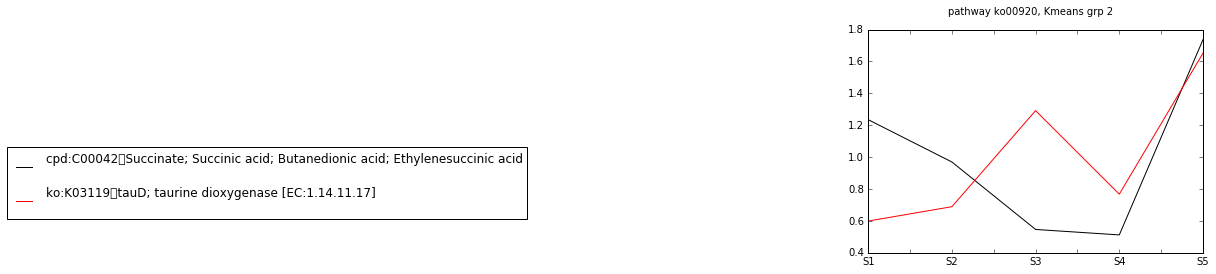 pathway ko00920, Kmeans grp 2
1.8
1.6
1.4
1.2
1.0
0.8
0.6
0.4
S1 S2 S3 S4 S5
cpd:C00042▯Succinate; Succinic acid; Butanedionic acid; Ethylenesuccinic acid
ko:K03119▯tauD; taurine dioxygenase [EC:1.14.11.17]